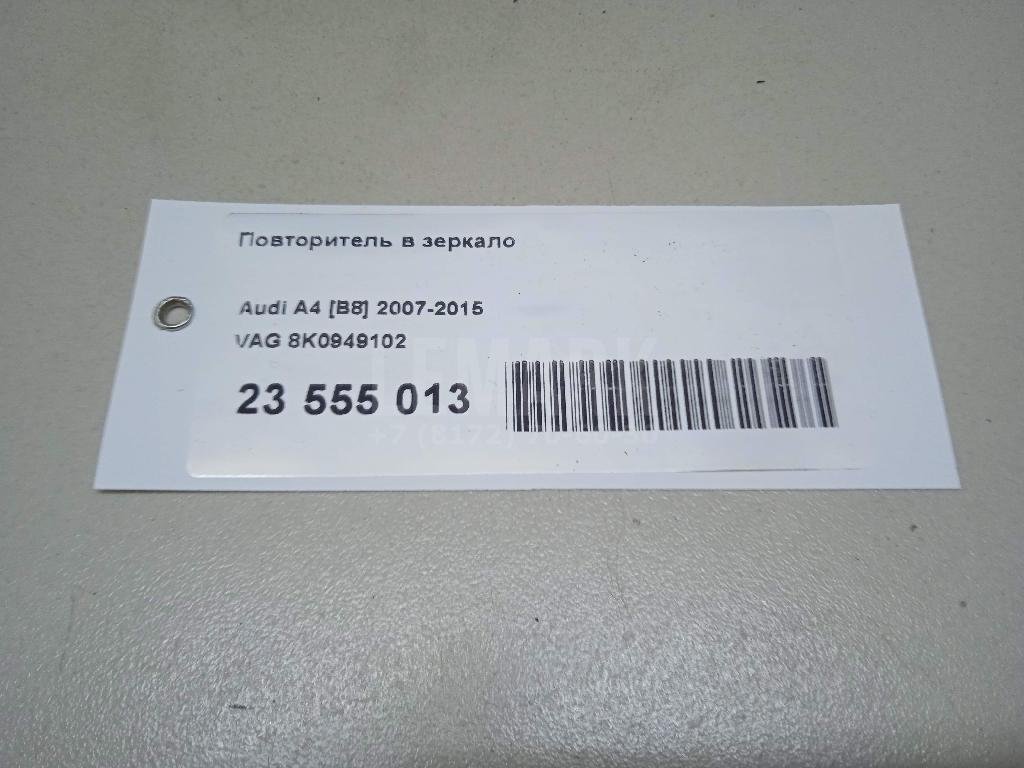 Повторитель в зеркало
Audi A4 [B8] 2007-2015
VAG 8K0949102
23 555 013